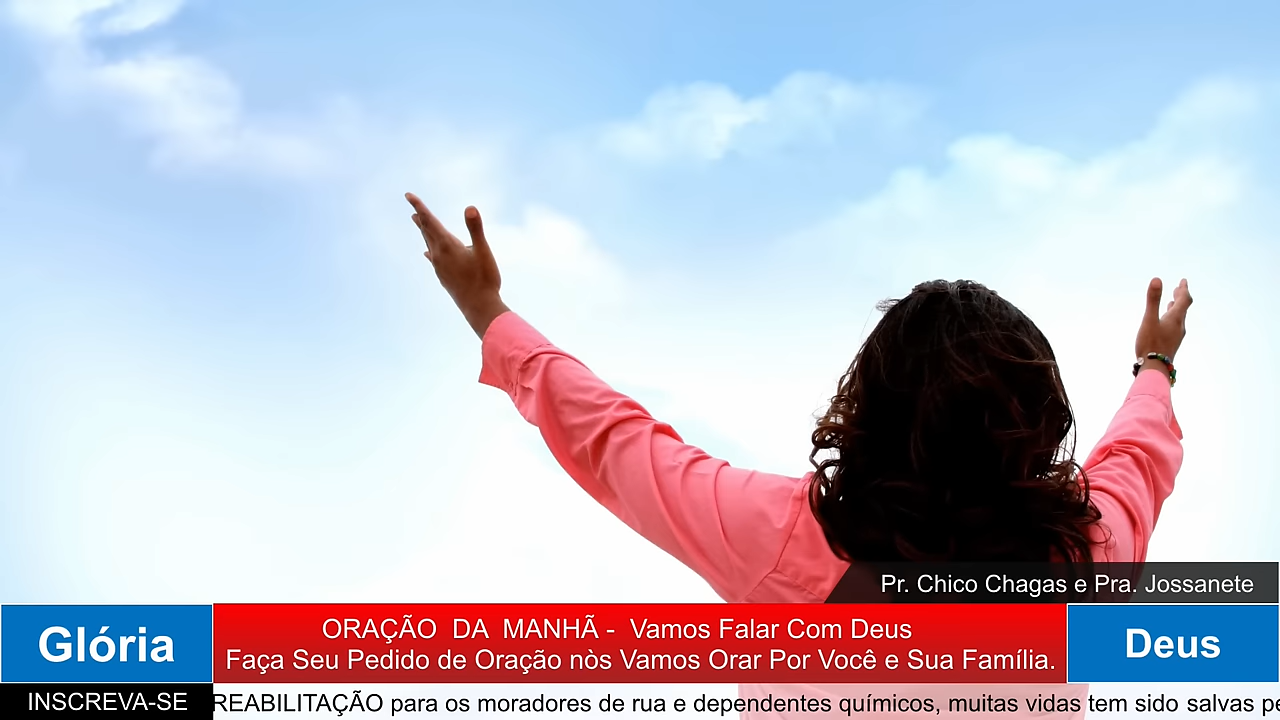 Pr. Chico Chagas e Pra. Jossanete
Glória
ORAÇÃO DA MANHÃ - Vamos Falar Com Deus
Faça Seu Pedido de Oração nòs Vamos Orar Por Você e Sua Família.
Deus
INSCREVA-SE
REABILITAÇÃO para os moradores de rua e dependentes químicos, muitas vidas tem sido salvas